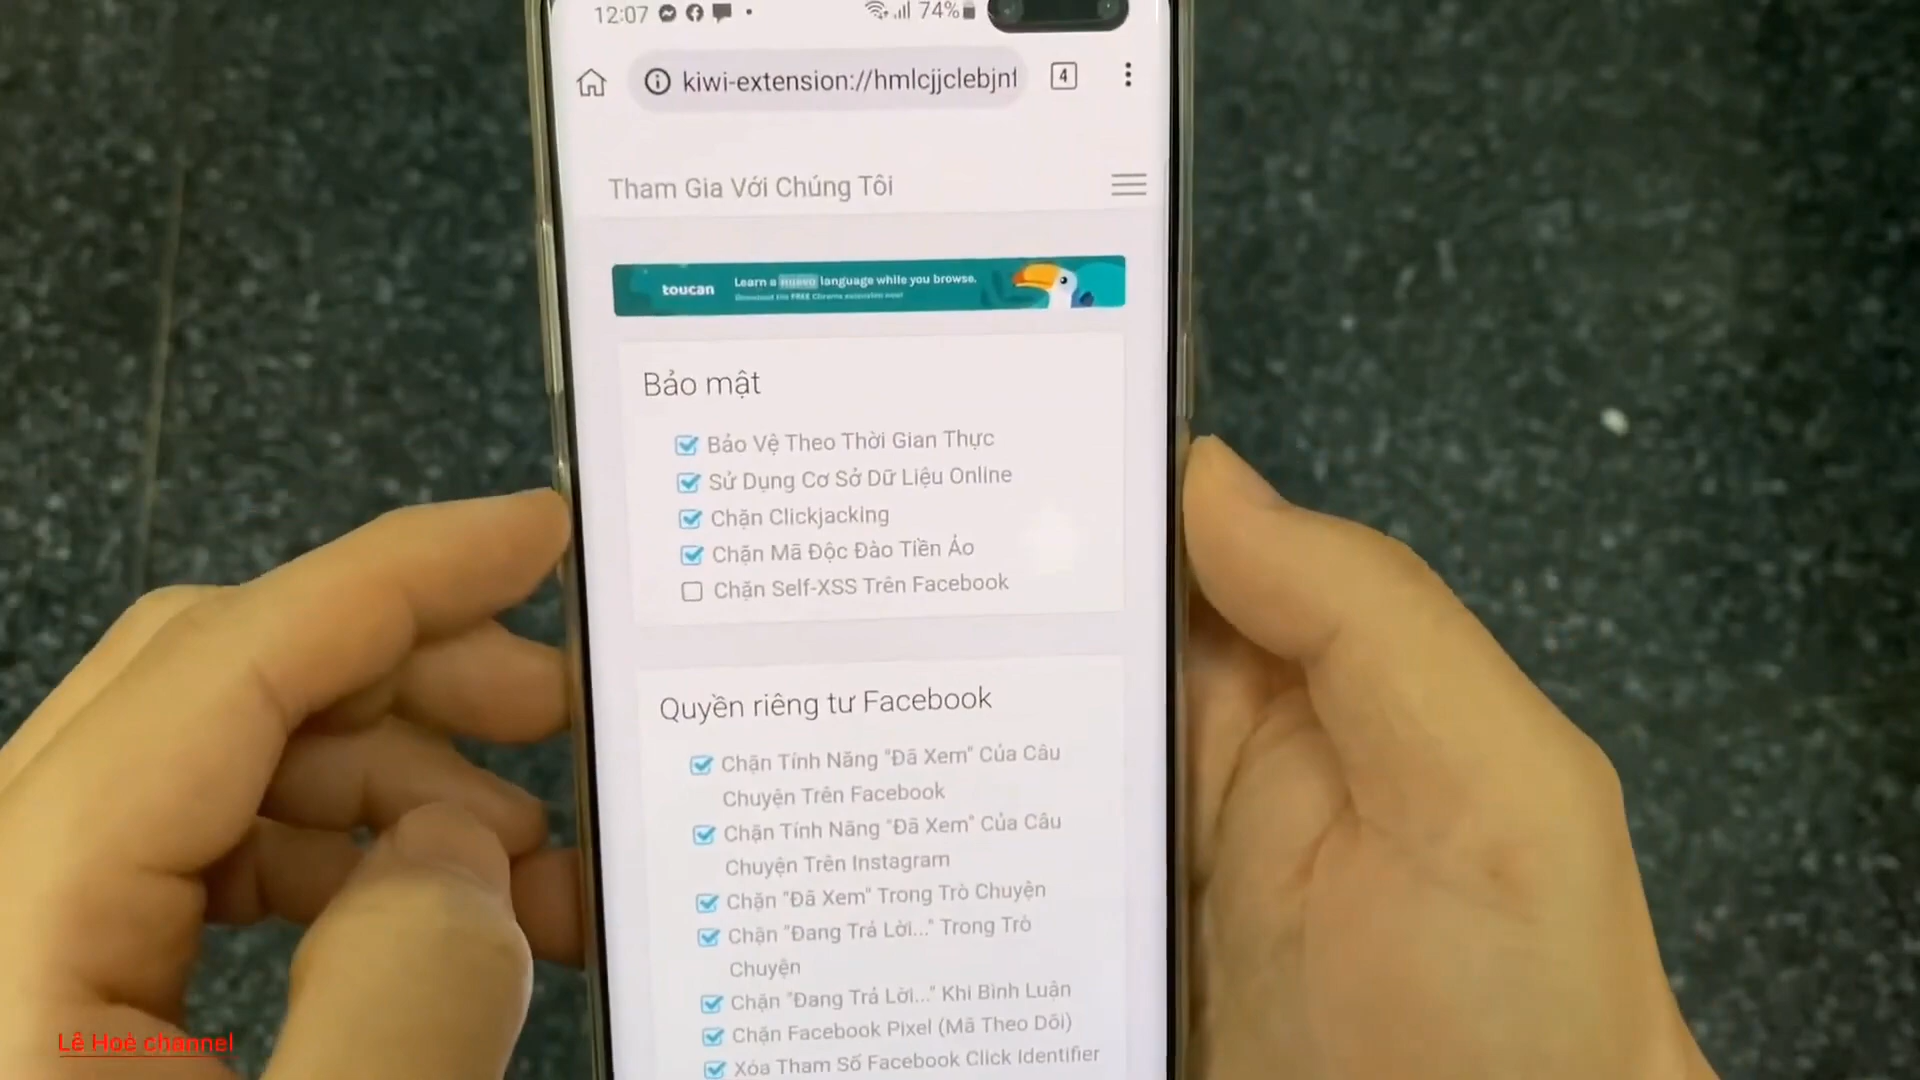 12:07
74%
kiwi-extension://hmlcjjclebjnf
4
Tham Gia Với Chúng Tôi
toucan
Learn a nuevo language while you browse.
Download the FREE Chrome extension now!
Bảo mật
Bảo Vệ Theo Thời Gian Thực
Sử Dụng Cơ Sở Dữ Liệu Online
Chặn Clickjacking
Chặn Mã Độc Đào Tiền Ảo
Chặn Self-XSS Trên Facebook
Quyền riêng tư Facebook
Chặn Tính Năng "Đã Xem" Của Câu
Chuyện Trên Facebook
Chặn Tính Năng "Đã Xem" Của Câu
Chuyện Trên Instagram
Chặn "Đã Xem" Trong Trò Chuyện
Chặn "Đang Trả Lời..." Trong Trò
Chuyện
Chặn "Đang Trả Lời..." Khi Bình Luận
Chặn Facebook Pixel (Mã Theo Dõi)
Xóa Tham Số Facebook Click Identifier
Lê Hoè channel